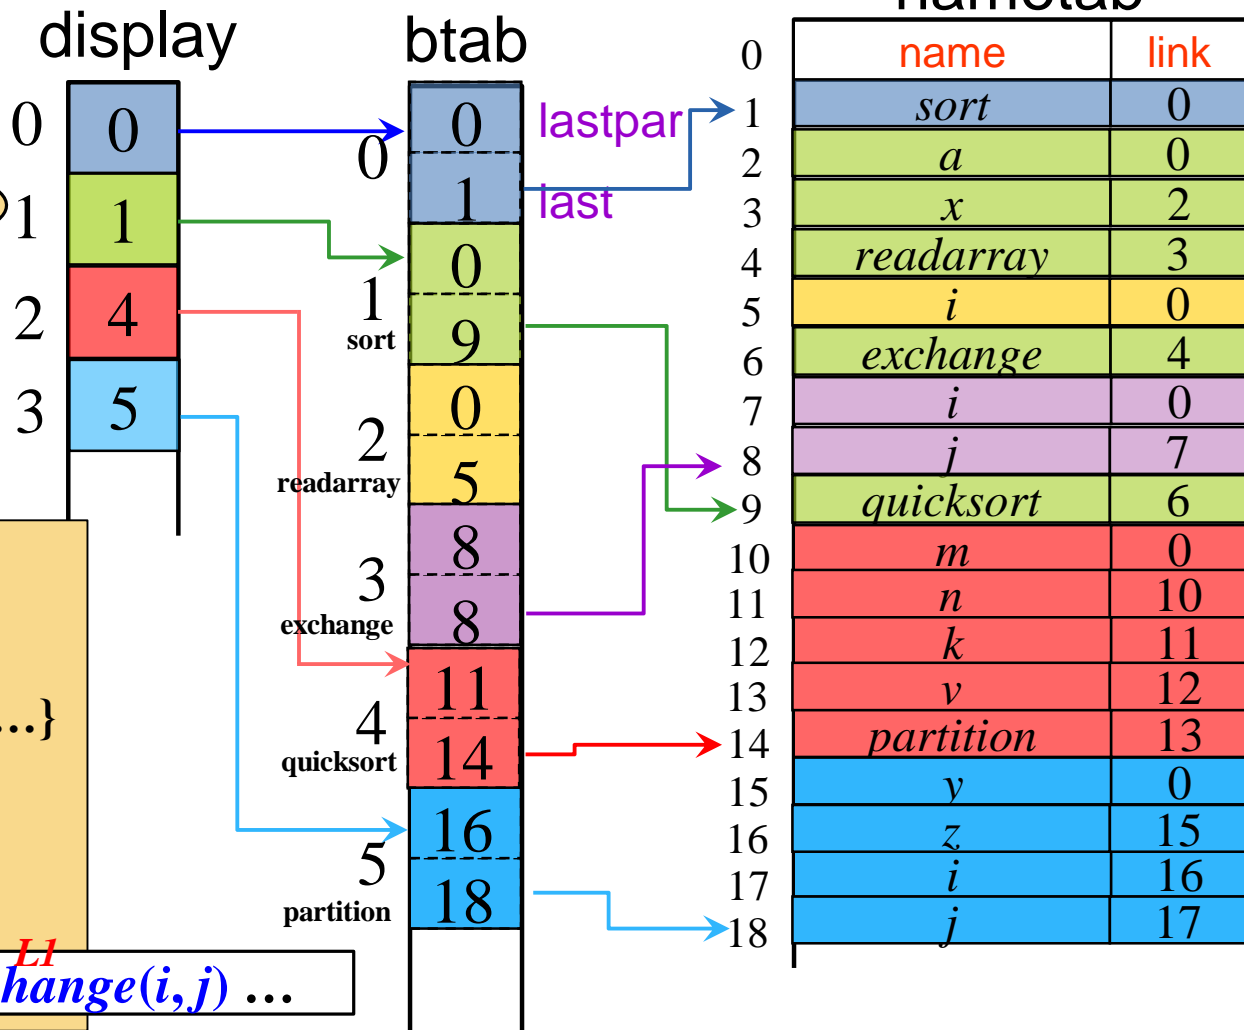 display
btab
nametab
name link
0
0 0
1 1
2 4
3 5
0 0 lastpar
1 last
1 0
sort 9
2 0
readarray 5
3 8
exchange 8
4 11
quicksort 14
5 16
partition 18
1 sort 0
2 a 0
3 x 2
4 readarray 3
5 i 0
6 exchange 4
7 i 0
8 j 7
9 quicksort 6
10 m 0
11 n 10
12 k 11
13 v 12
14 partition 13
15 y 0
16 z 15
17 i 16
18 j 17
...}
L1
hange(i,j) ...